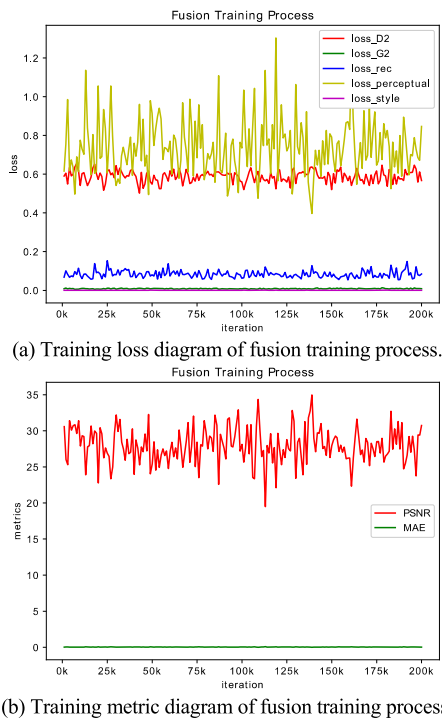 Fusion Training Process
loss_D2
loss_G2
loss_rec
loss_perceptual
loss_style
1.2
1.0
0.8
0.6
0.4
0.2
0.0
loss
0k 25k 50k 75k 100k 125k 150k 175k 200k
iteration
(a) Training loss diagram of fusion training process.
Fusion Training Process
35
30
25
20
15
10
5
0
metrics
PSNR
MAE
0k 25k 50k 75k 100k 125k 150k 175k 200k
iteration
(b) Training metric diagram of fusion training process